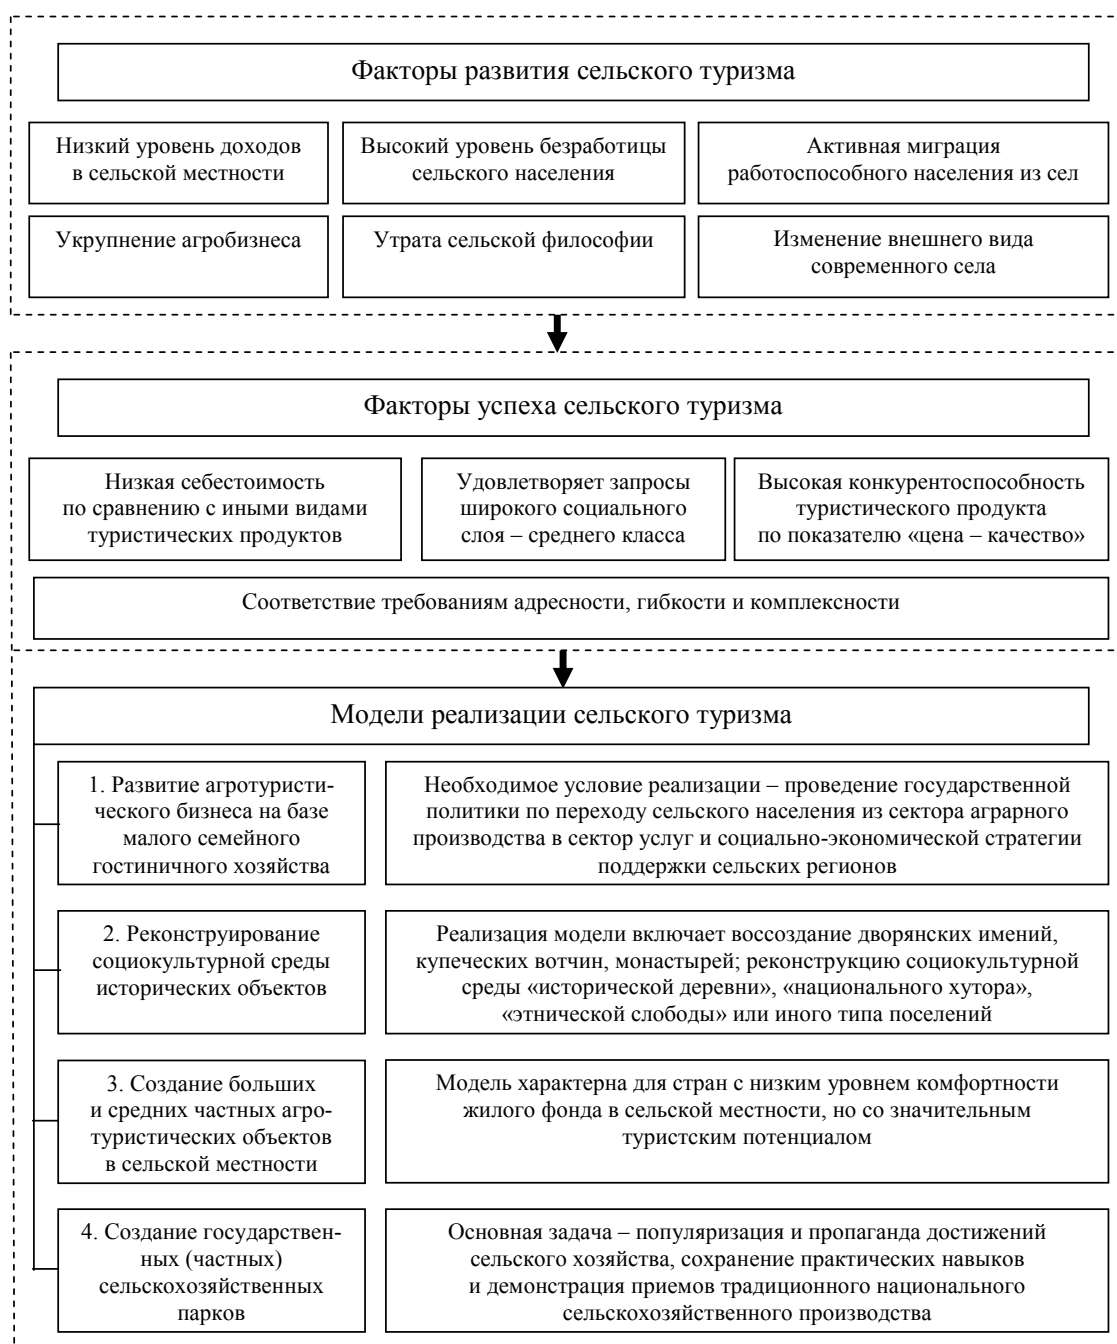 Факторы развития сельского туризма
Низкий уровень доходов
в сельской местности
Высокий уровень безработицы
сельского населения
Активная миграция
работоспособного населения из сел
Укрупнение агробизнеса
Утрата сельской философии
Изменение внешнего вида
современного села
Факторы успеха сельского туризма
Низкая себестоимость
по сравнению с иными видами
туристических продуктов
Удовлетворяет запросы
широкого социального
слоя – среднего класса
Высокая конкурентоспособность
туристического продукта
по показателю «цена – качество»
Соответствие требованиям адресности, гибкости и комплексности
Модели реализации сельского туризма
1. Развитие агротуристи-
ческого бизнеса на базе
малого семейного
гостиничного хозяйства
Необходимое условие реализации – проведение государственной
политики по переходу сельского населения из сектора аграрного
производства в сектор услуг и социально-экономической стратегии
поддержки сельских регионов
2. Реконструирование
социокультурной среды
исторических объектов
Реализация модели включает воссоздание дворянских имений,
купеческих вотчин, монастырей; реконструкцию социокультурной
среды «исторической деревни», «национального хутора»,
«этнической слободы» или иного типа поселений
3. Создание больших
и средних частных агро-
туристических объектов
в сельской местности
Модель характерна для стран с низким уровнем комфортности
жилого фонда в сельской местности, но со значительным
туристским потенциалом
4. Создание государствен-
ных (частных)
сельскохозяйственных
парков
Основная задача – популяризация и пропаганда достижений
сельского хозяйства, сохранение практических навыков
и демонстрация приемов традиционного национального
сельскохозяйственного производства